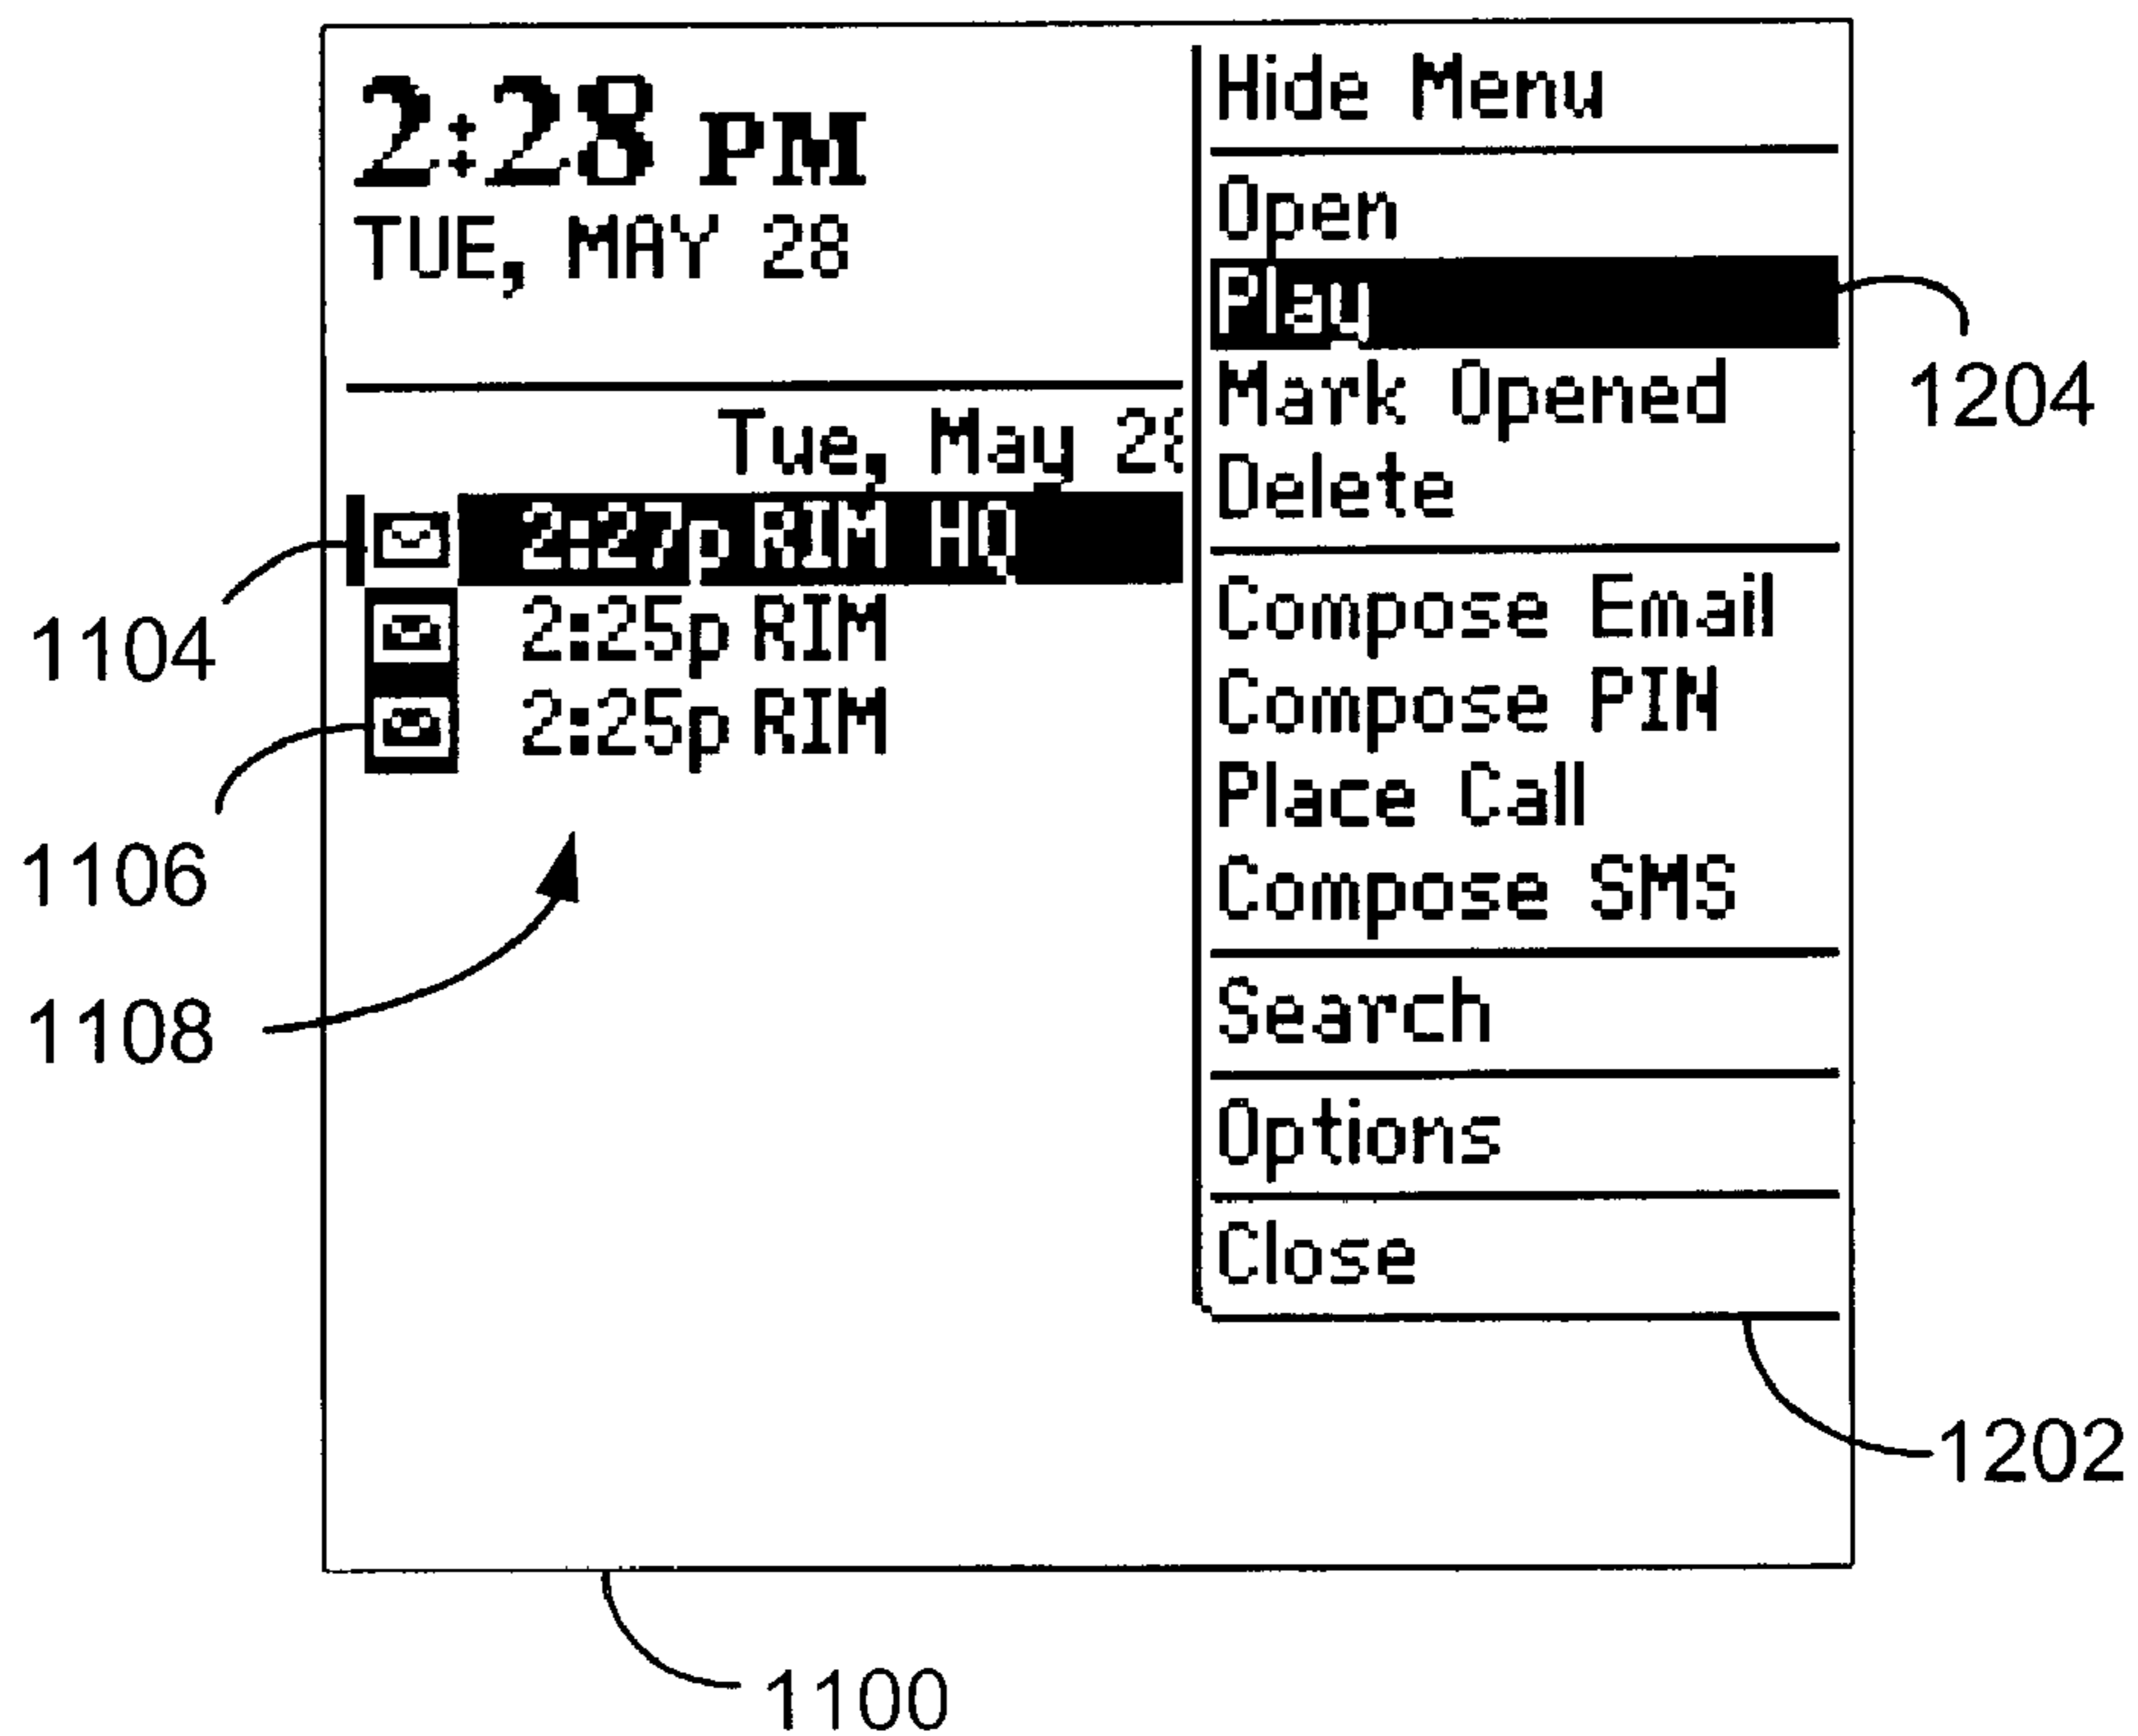 2:28 PM
TUE, MAY 28
Tue, May 28
2:27p RIM HQ
2:25p RIM
2:25p RIM
Hide Menu
Open
Play
Mark Opened
Delete
Compose Email
Compose PIN
Place Call
Compose SMS
Search
Options
Close
1104
1106
1108
1204
1202
1100